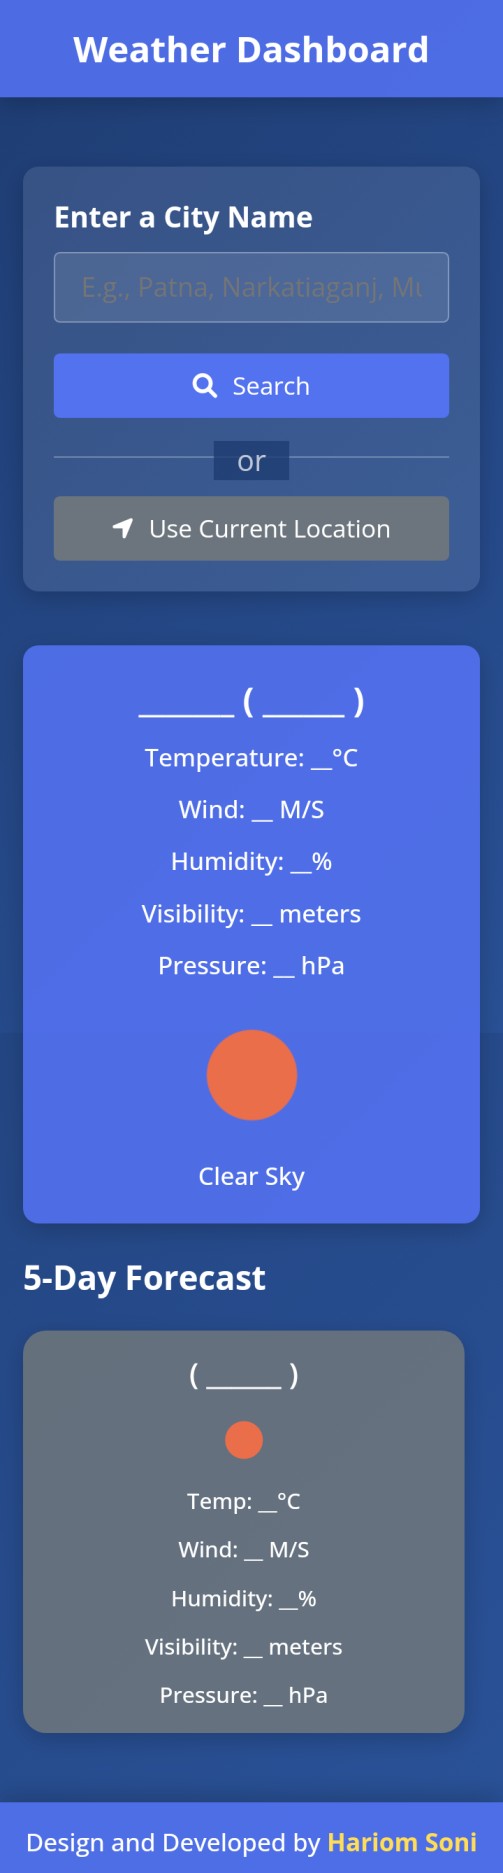 Weather Dashboard
Enter a City Name
E.g., Patna, Narkatiaganj,
Search
or
Use Current Location
______ ( _____ )
Temperature: __°C
Wind: __ M/S
Humidity: __%
Visibility: __ meters
Pressure: __ hPa
Clear Sky
5-Day Forecast
( ______ )
Temp: __°C
Wind: __ M/S
Humidity: __%
Visibility: __ meters
Pressure: __ hPa
Design and Developed by Hariom Soni